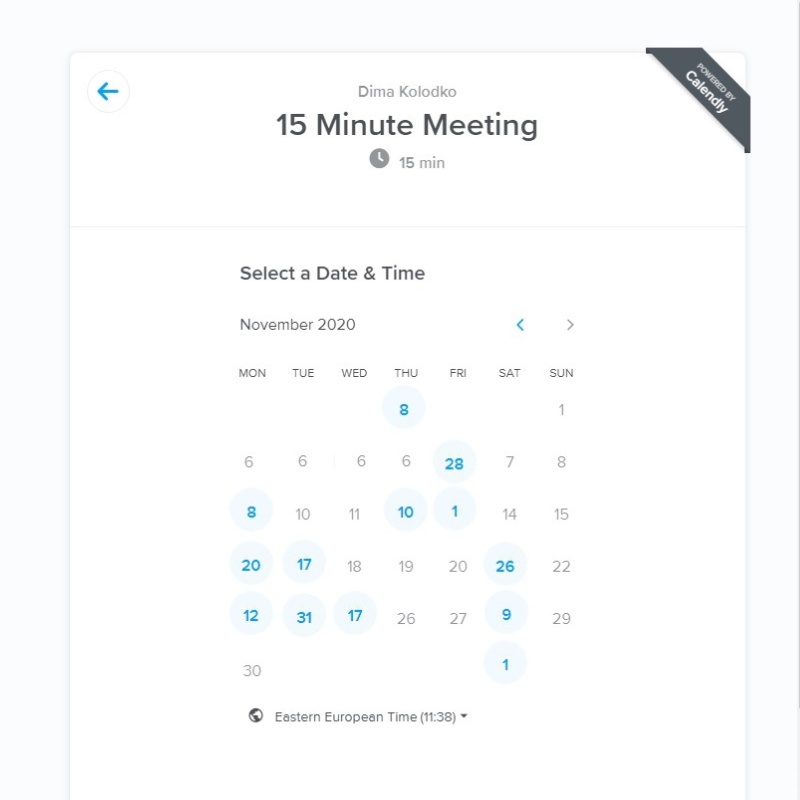 POWERED BY
Calendly
Dima Kolodko
15 Minute Meeting
15 min
Select a Date & Time
November 2020
MON TUE WED THU FRI SAT SUN
8 1
6 6 6 6 28 7 8
8 10 11 10 1 14 15
20 17 18 19 20 26 22
12 31 17 26 27 9 29
30 1
Eastern European Time (11:38)